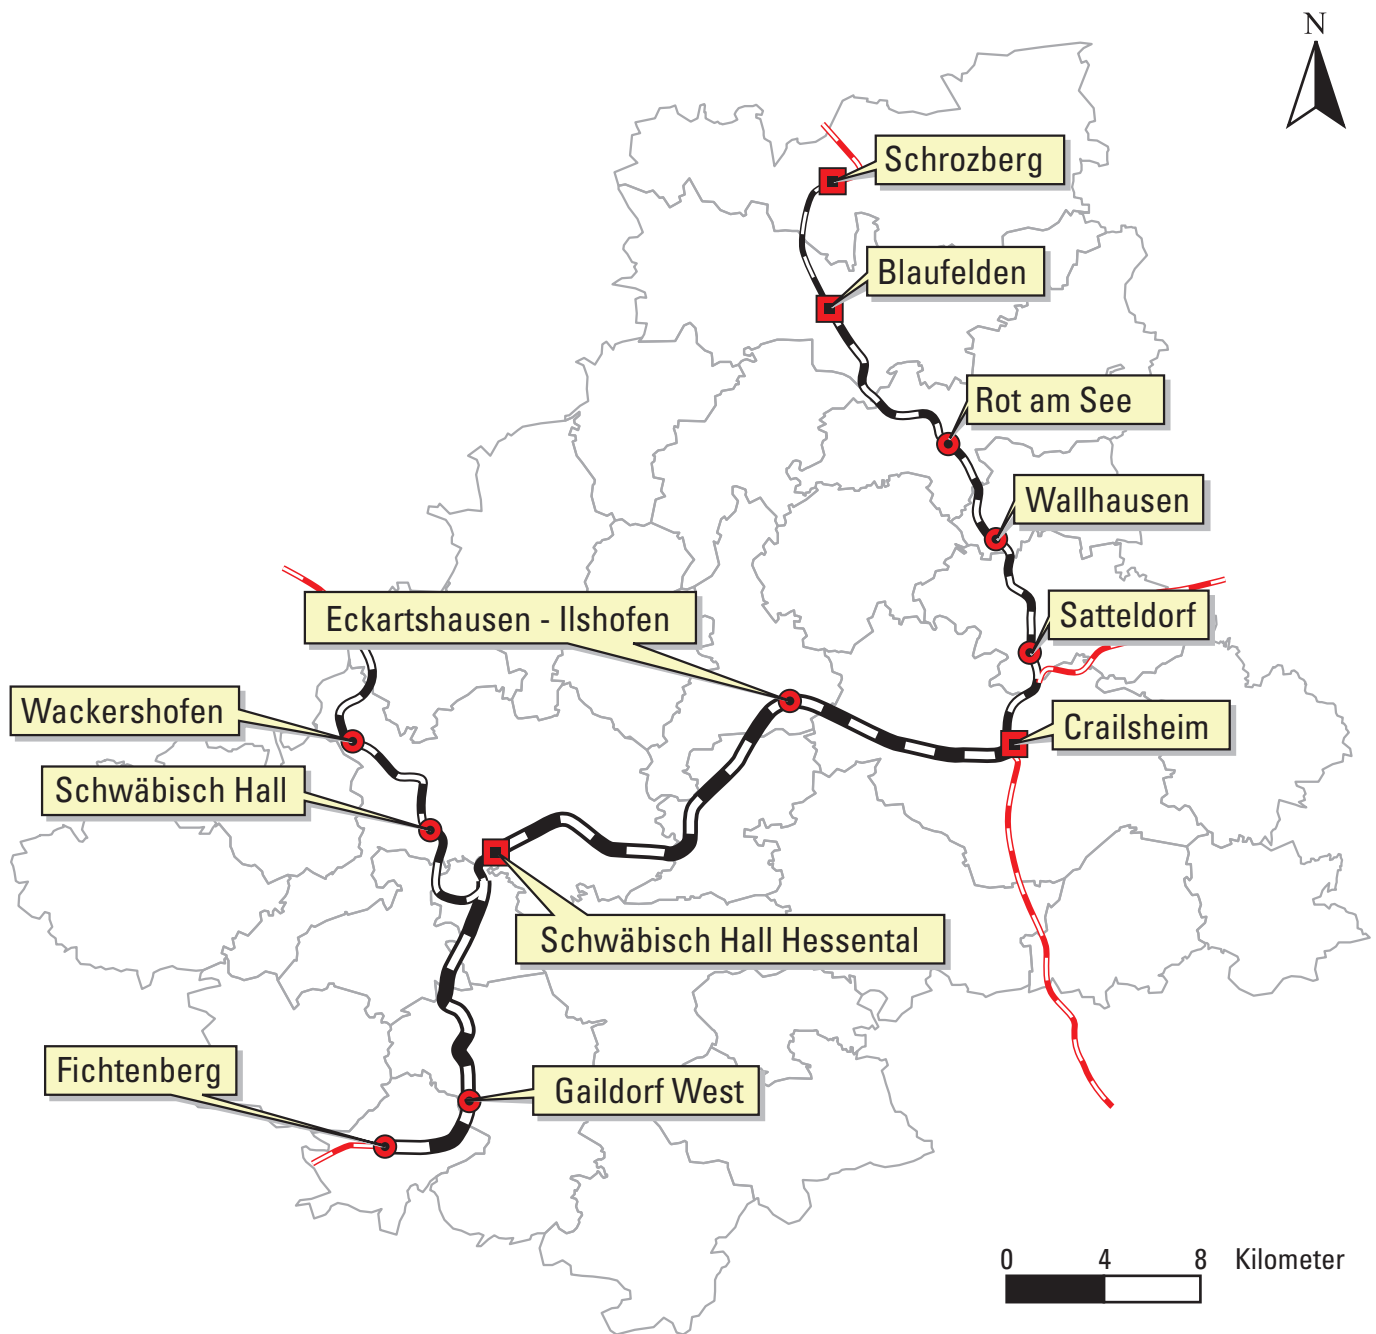 N
Schrozberg
Blaufelden
Rot am See
Wallhausen
Eckartshausen - Ilshofen
Satteldorf
Wackershofen
Crailsheim
Schwäbisch Hall
Schwäbisch Hall Hessental
Fichtenberg
Gaildorf West
0 4 8 Kilometer